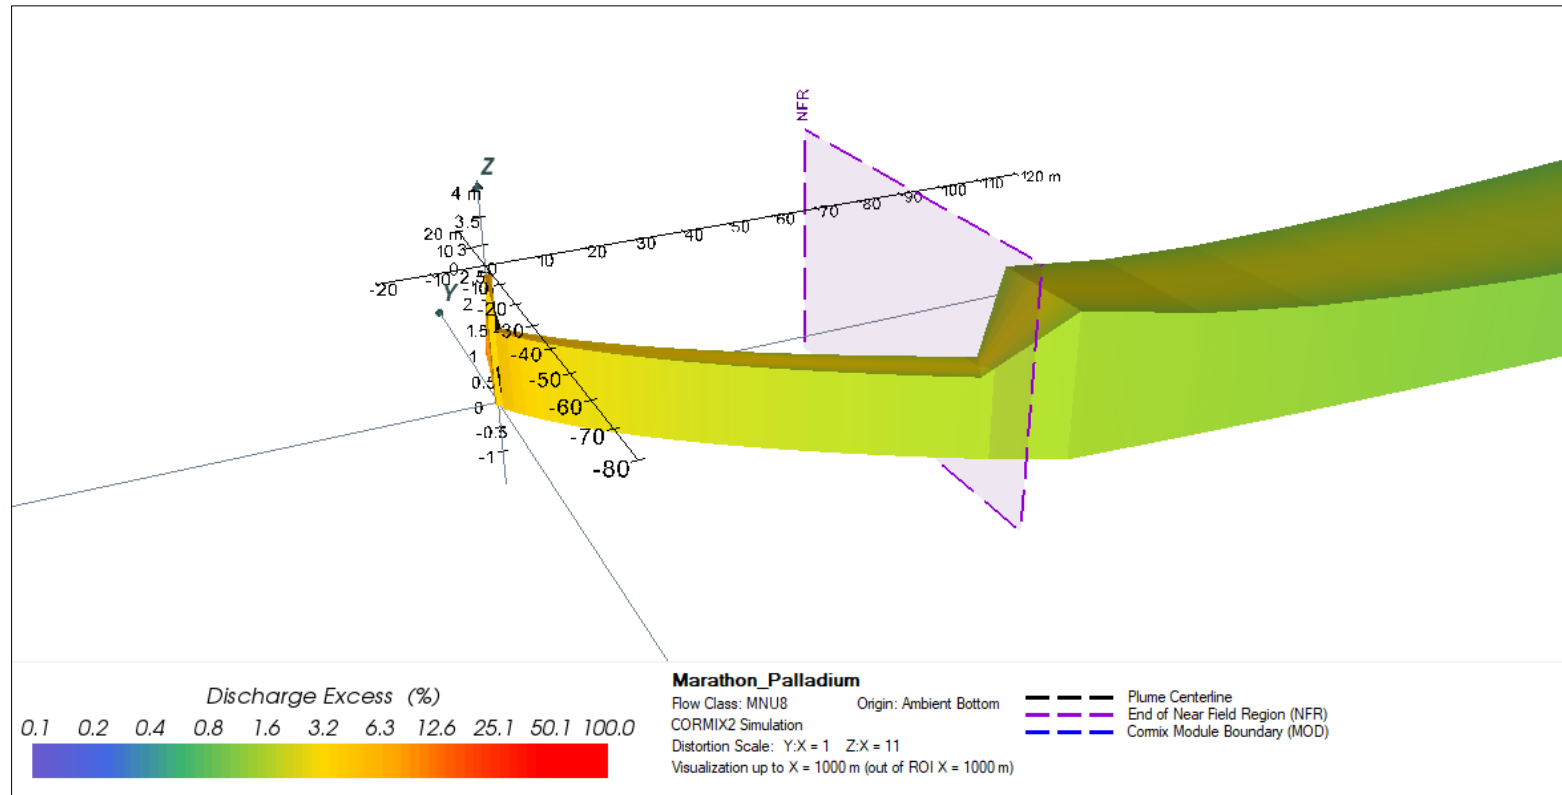 NFR
Z
4 m
3.5
3
2.5
2
1.5
1
0.5
0
-0.5
-1
Y
20 m
10
0
-10
-20
-30
-40
-50
-60
-70
-80
-20
-10
0
10
20
30
40
50
60
70
80
90
100
110
120 m
Discharge Excess (%)
0.1 0.2 0.4 0.8 1.6 3.2 6.3 12.6 25.1 50.1 100.0
Marathon_Palladium
Flow Class: MNU8 Origin: Ambient Bottom
CORMIX2 Simulation
Distortion Scale: Y:X = 1 Z:X = 11
Visualization up to X = 1000 m (out of ROI X = 1000 m)
Plume Centerline
End of Near Field Region (NFR)
Cormix Module Boundary (MOD)